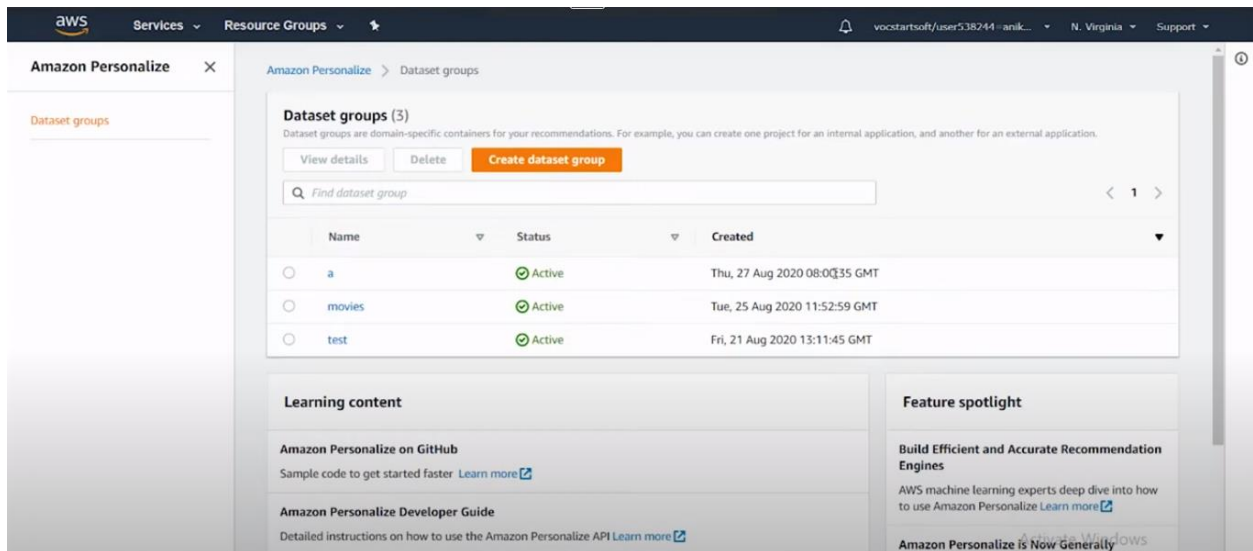 aws Services Resource Groups vocstartsoft/user538244=anik... N. Virginia Support
Amazon Personalize
Dataset groups
Amazon Personalize > Dataset groups
Dataset groups (3)
Dataset groups are domain-specific containers for your recommendations. For example, you can create one project for an internal application, and another for an external application.
View details Delete Create dataset group
Find dataset group
1
Name Status Created
a Active Thu, 27 Aug 2020 08:00:35 GMT
movies Active Tue, 25 Aug 2020 11:52:59 GMT
test Active Fri, 21 Aug 2020 13:11:45 GMT
Learning content
Amazon Personalize on GitHub
Sample code to get started faster Learn more
Amazon Personalize Developer Guide
Detailed instructions on how to use the Amazon Personalize API Learn more
Feature spotlight
Build Efficient and Accurate Recommendation
Engines
AWS machine learning experts deep dive into how
to use Amazon Personalize Learn more
Amazon Personalize is Now Generally
Activate Windows